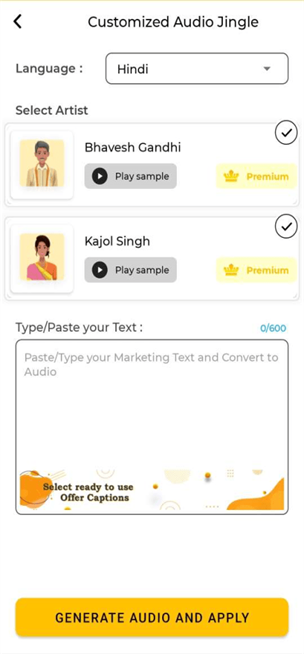 Customized Audio Jingle
Language :
Hindi
Select Artist
Bhavesh Gandhi
Play sample
Premium
Kajol Singh
Play sample
Premium
Type/Paste your Text :
0/600
Paste/Type your Marketing Text and Convert to
Audio
Select ready to use
Offer Captions
GENERATE AUDIO AND APPLY